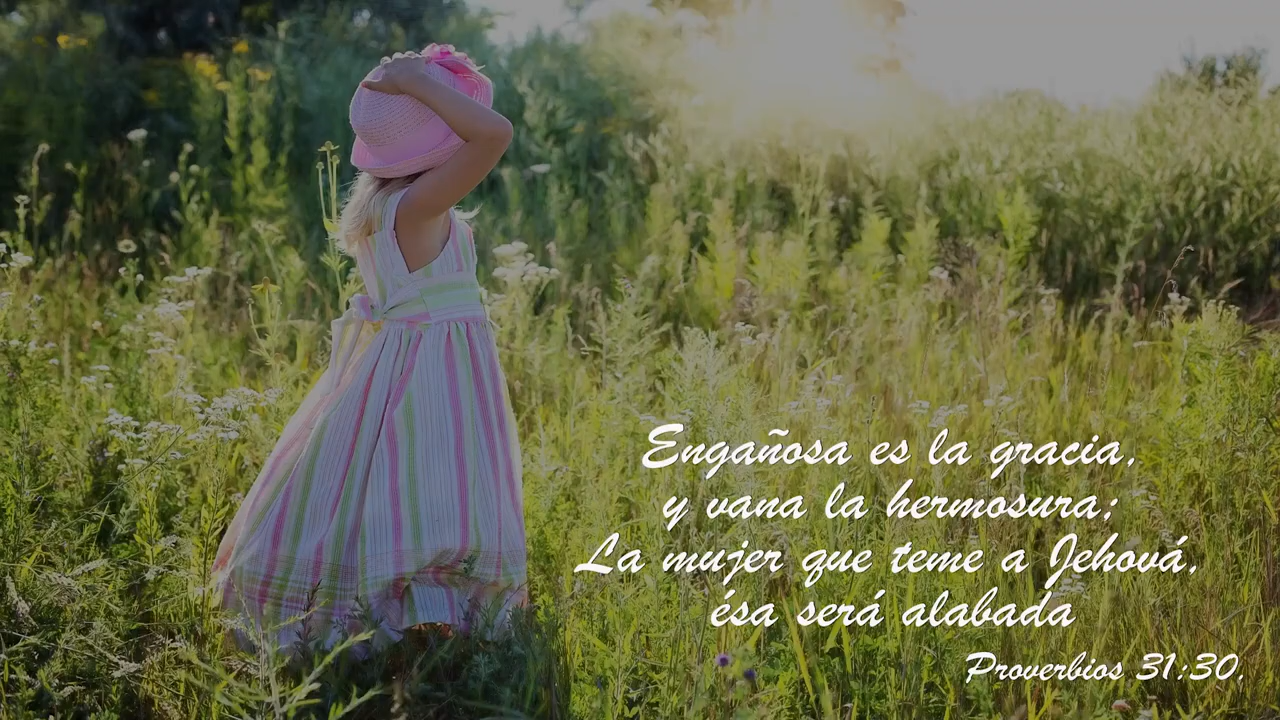 Engañosa es la gracia,
y vana la hermosura;
La mujer que teme a Jehová,
ésa será alabada
Proverbios 31:30.